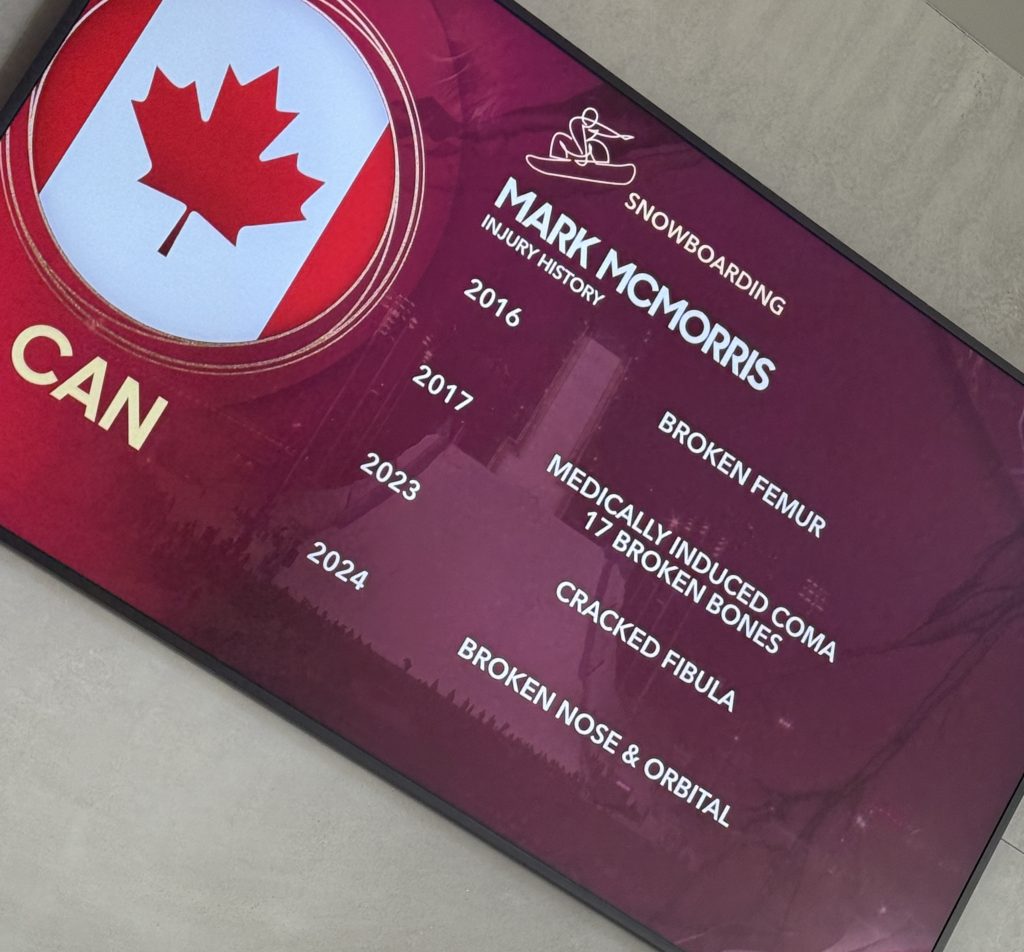 CAN
SNOWBOARDING
MARK MCMORRIS
INJURY HISTORY
2016 BROKEN FEMUR
2017 MEDICALLY INDUCED COMA
17 BROKEN BONES
2023 CRACKED FIBULA
2024 BROKEN NOSE & ORBITAL